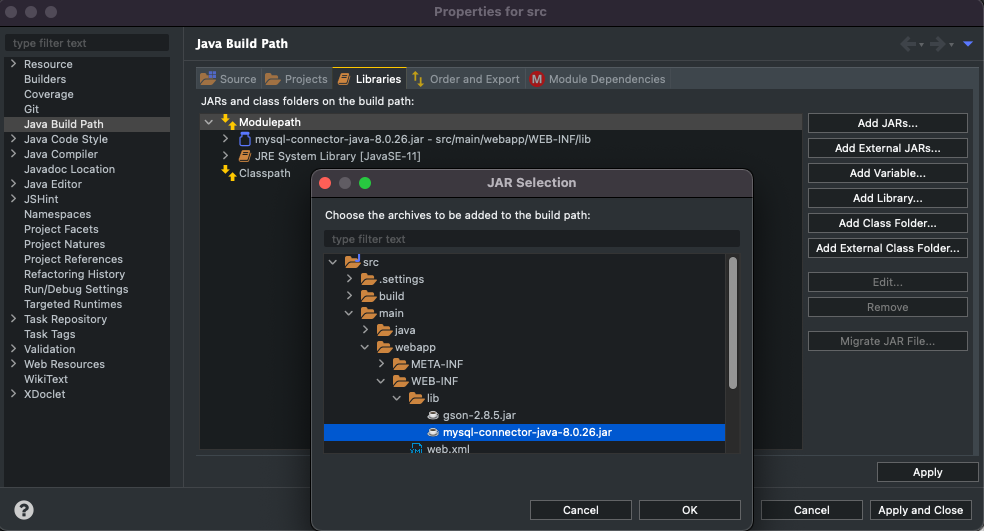 Properties for src
type filter text
Resource
Builders
Coverage
Git
Java Build Path
Java Code Style
Java Compiler
Javadoc Location
Java Editor
JSHint
Namespaces
Project Facets
Project Natures
Project References
Refactoring History
Run/Debug Settings
Targeted Runtimes
Task Repository
Task Tags
Validation
Web Resources
WikiText
XDoclet
Java Build Path
Source Projects Libraries Order and Export M Module Dependencies
JARs and class folders on the build path:
Modulepath
mysql-connector-java-8.0.26.jar - src/main/webapp/WEB-INF/lib
JRE System Library [JavaSE-11]
Classpath
Add JARs...
Add External JARs...
Add Variable...
Add Library...
Add Class Folder...
Add External Class Folder...
Edit...
Remove
Migrate JAR File...
JAR Selection
Choose the archives to be added to the build path:
type filter text
src
.settings
build
main
java
webapp
META-INF
WEB-INF
lib
gson-2.8.5.jar
mysql-connector-java-8.0.26.jar
web.xml
Cancel OK
Apply
? Cancel Apply and Close